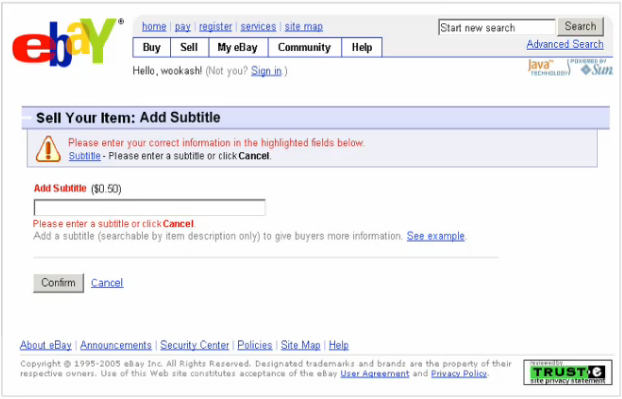 ebaY®
home | pay | register | services | site map
Start new search Search
Buy Sell My eBay Community Help
Advanced Search
Hello, wookash! (Not you? Sign in.)
Java™ TECHNOLOGY POWERED BY Sun
Sell Your Item: Add Subtitle
Please enter your correct information in the highlighted fields below.
Subtitle - Please enter a subtitle or click Cancel.
Add Subtitle ($0.50)
Please enter a subtitle or click Cancel
Add a subtitle (searchable by item description only) to give buyers more information. See example.
Confirm Cancel
About eBay | Announcements | Security Center | Policies | Site Map | Help
Copyright © 1995-2005 eBay Inc. All Rights Reserved. Designated trademarks and brands are the property of their
respective owners. Use of this Web site constitutes acceptance of the eBay User Agreement and Privacy Policy.
reviewed by
TRUST·e
site privacy statement